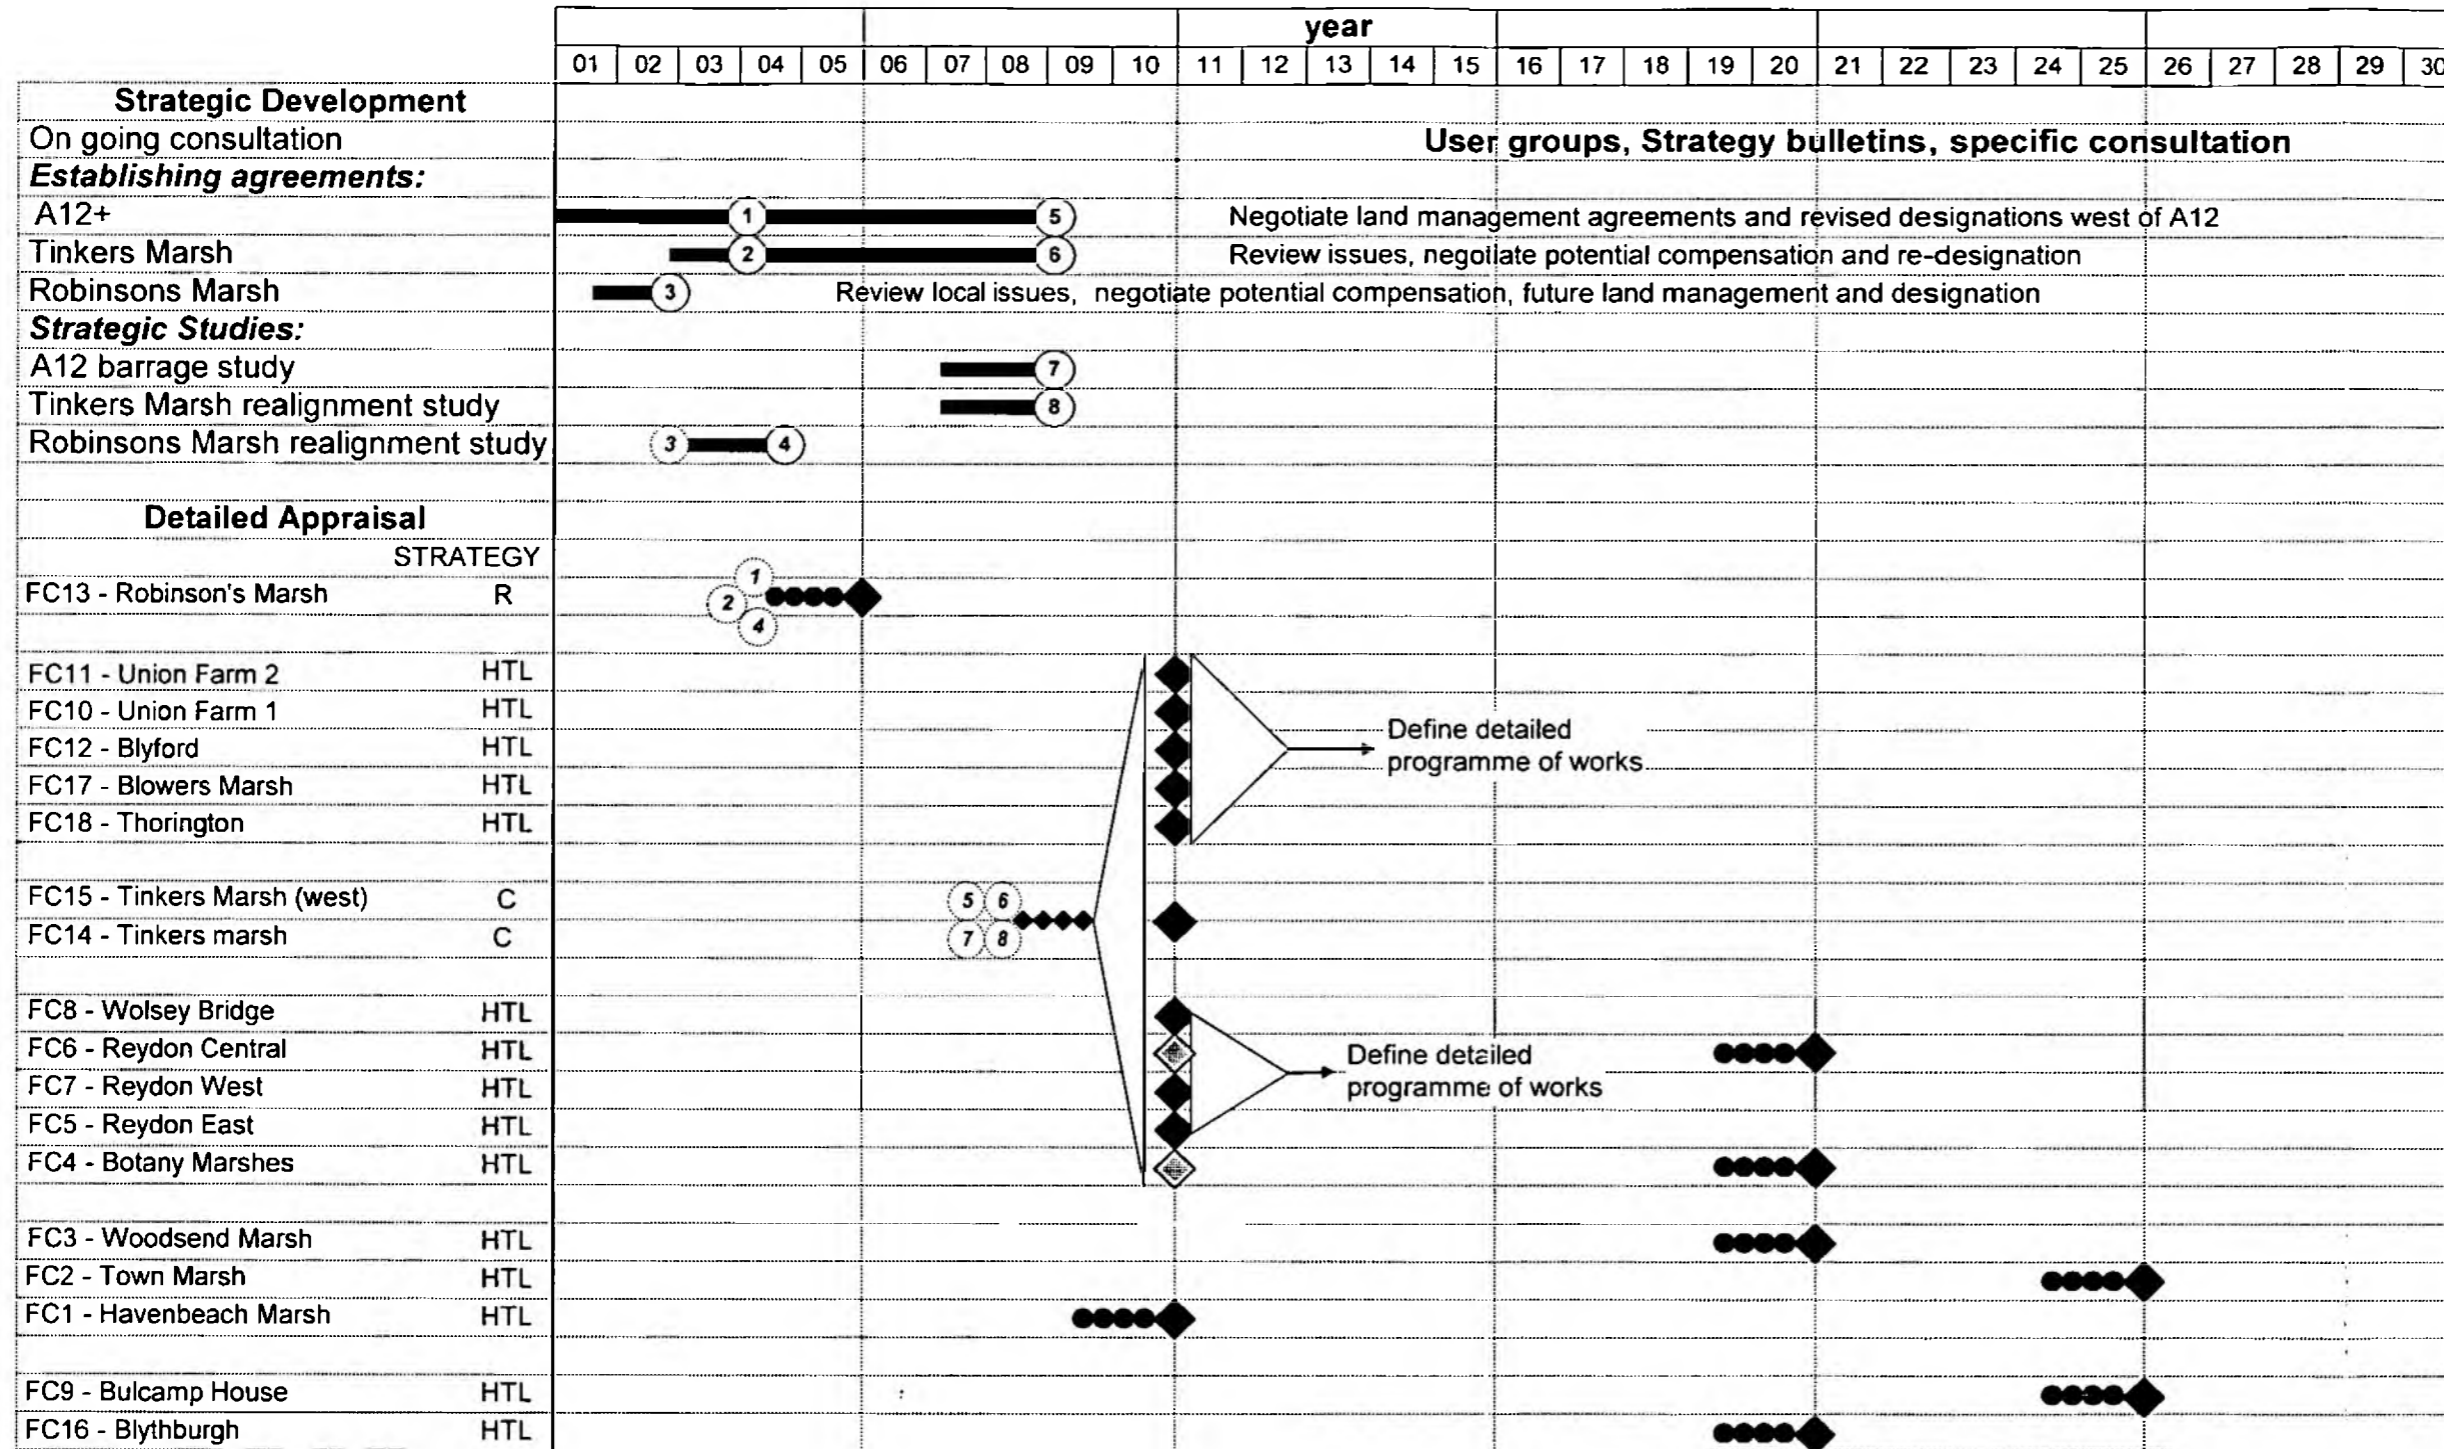 year
01 02 03 04 05 06 07 08 09 10 11 12 13 14 15 16 17 18 19 20 21 22 23 24 25 26 27 28 29 30
Strategic Development
On going consultation User groups, Strategy bulletins, specific consultation
Establishing agreements:
A12+ 1 5 Negotiate land management agreements and revised designations west of A12
Tinkers Marsh 2 6 Review issues, negotiate potential compensation and re-designation
Robinsons Marsh 3 Review local issues, negotiate potential compensation, future land management and designation
Strategic Studies:
A12 barrage study 7
Tinkers Marsh realignment study 8
Robinsons Marsh realignment study 3 4
Detailed Appraisal
STRATEGY
1
FC13 - Robinson's Marsh R 2
4
FC11 - Union Farm 2 HTL
FC10 - Union Farm 1 HTL
Define detailed
FC12 - Blyford HTL
programme of works
FC17 - Blowers Marsh HTL
FC18 - Thorington HTL
FC15 - Tinkers Marsh (west) C 5 6
FC14 - Tinkers marsh C 7 8
FC8 - Wolsey Bridge HTL
FC6 - Reydon Central HTL Define detailed
FC7 - Reydon West HTL programme of works
FC5 - Reydon East HTL
FC4 - Botany Marshes HTL
FC3 - Woodsend Marsh HTL
FC2 - Town Marsh HTL
FC1 - Havenbeach Marsh HTL
FC9 - Bulcamp House HTL
FC16 - Blythburgh HTL